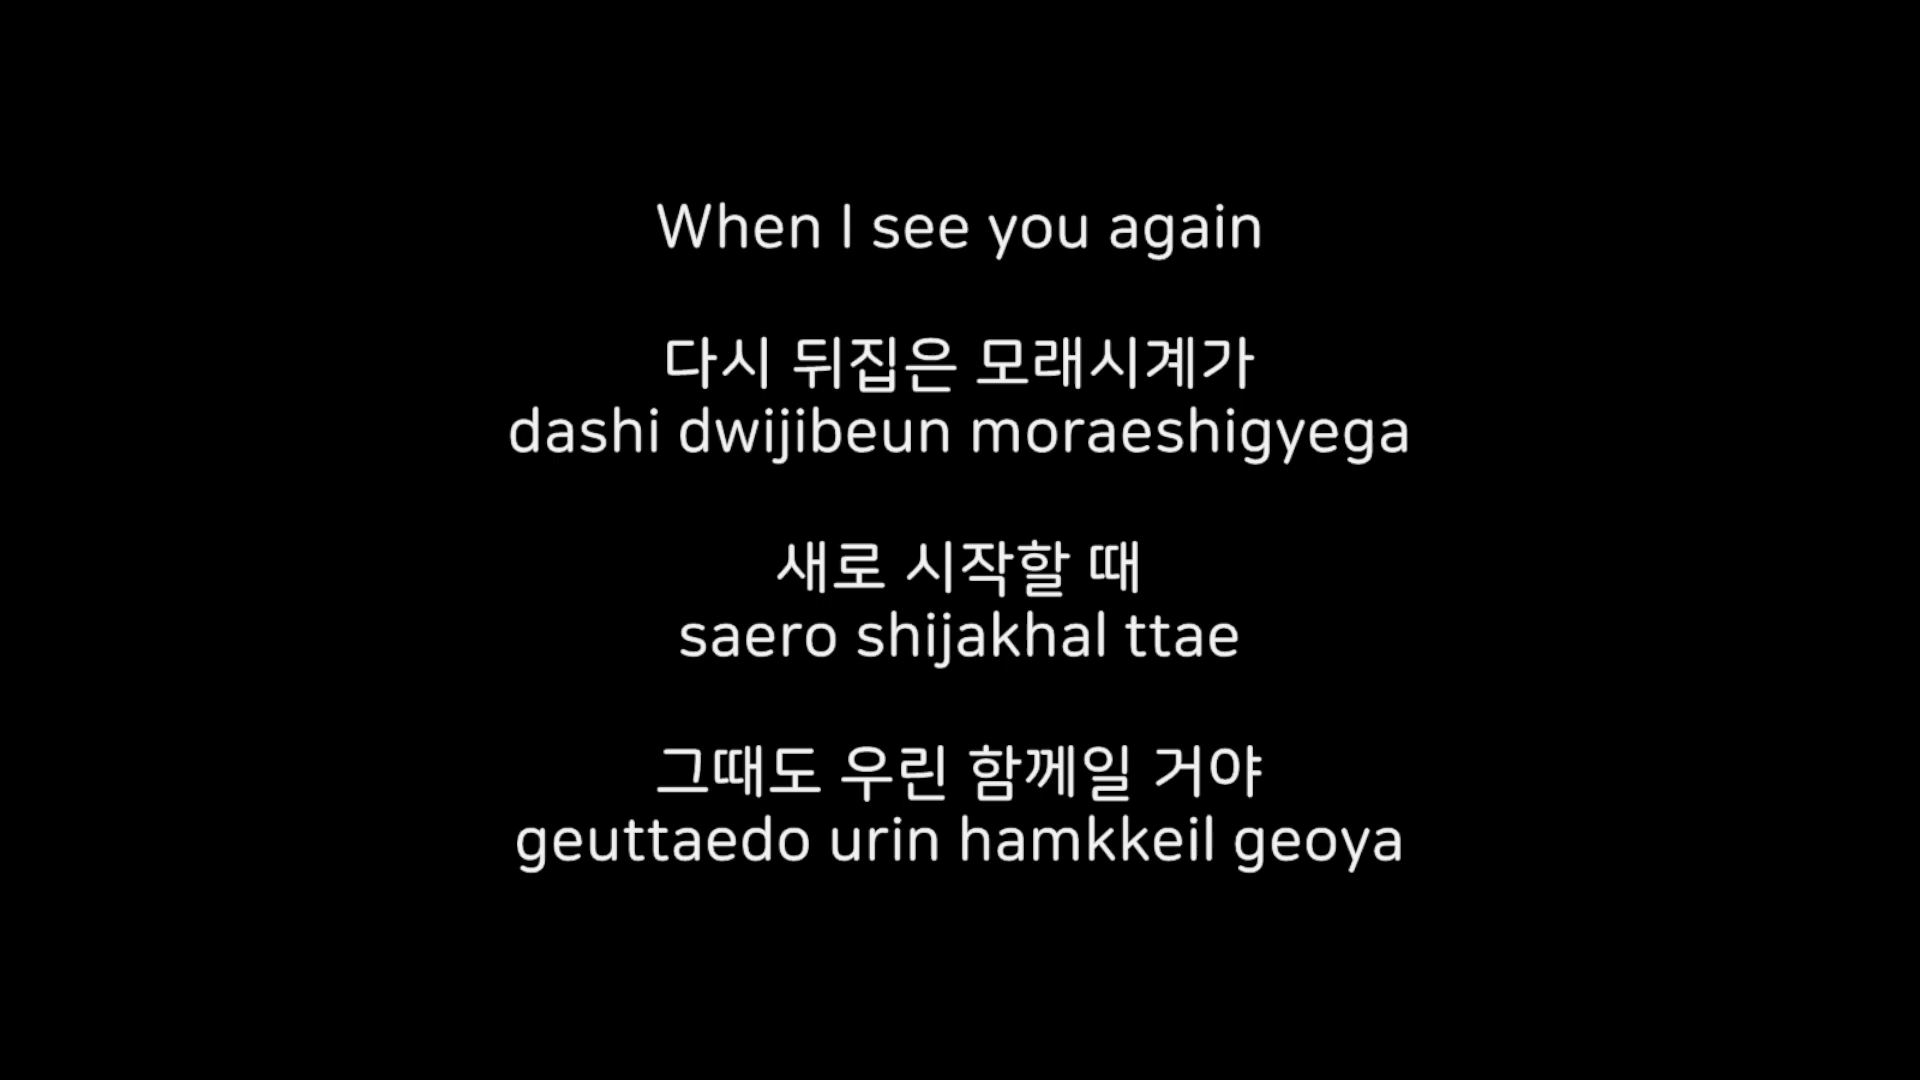 When I see you again
다시 뒤집은 모래시계가
dashi dwijibeun moraeshigyega
새로 시작할 때
saero shijakhal ttae
그때도 우린 함께일 거야
geuttaedo urin hamkkeil geoya